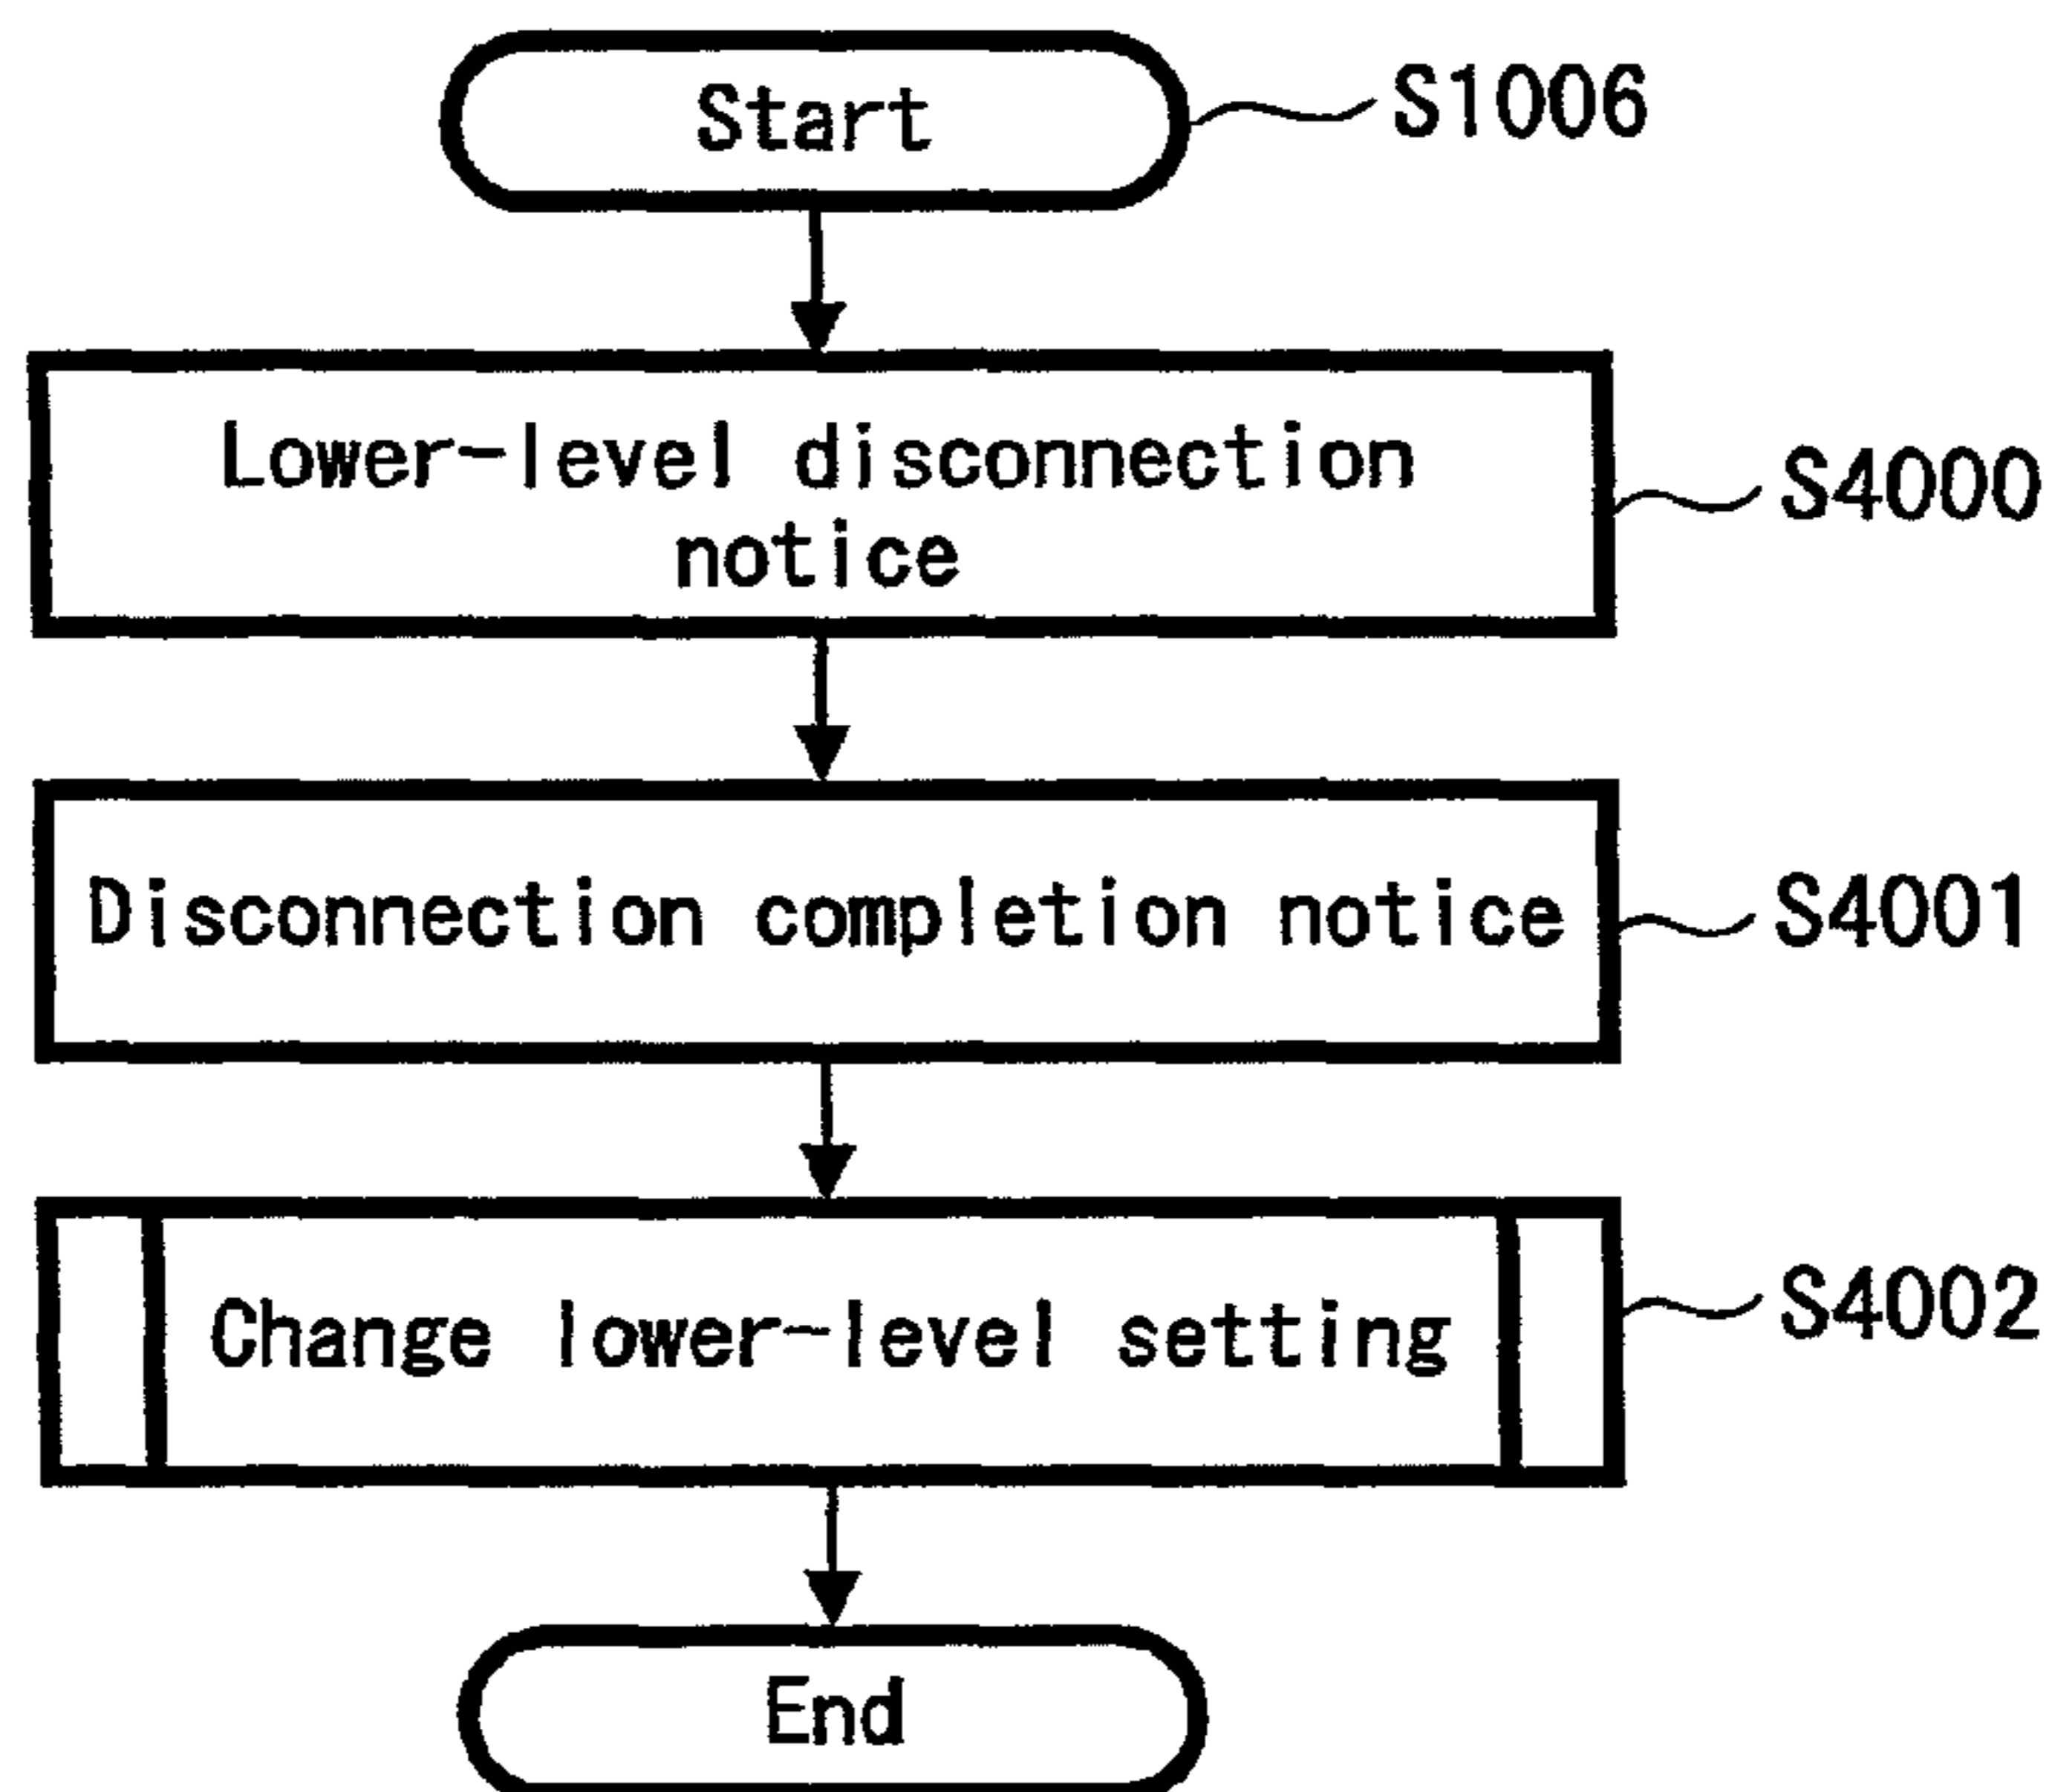 Start
S1006
Lower-level disconnection
notice
S4000
Disconnection completion notice
S4001
Change lower-level setting
S4002
End